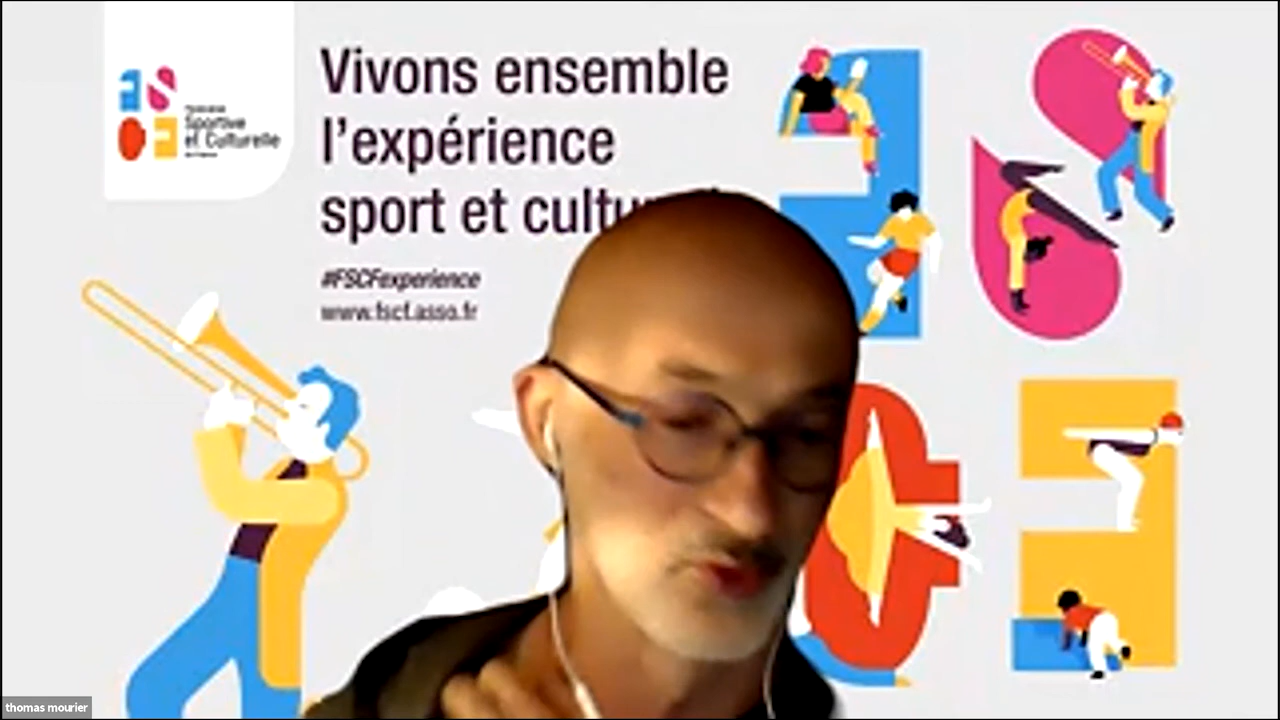 Sportive
et Culturelle
Vivons ensemble
l'expérience
sport et cultu
#FSCFexperience
www.fscf.asso.fr
thomas mourier